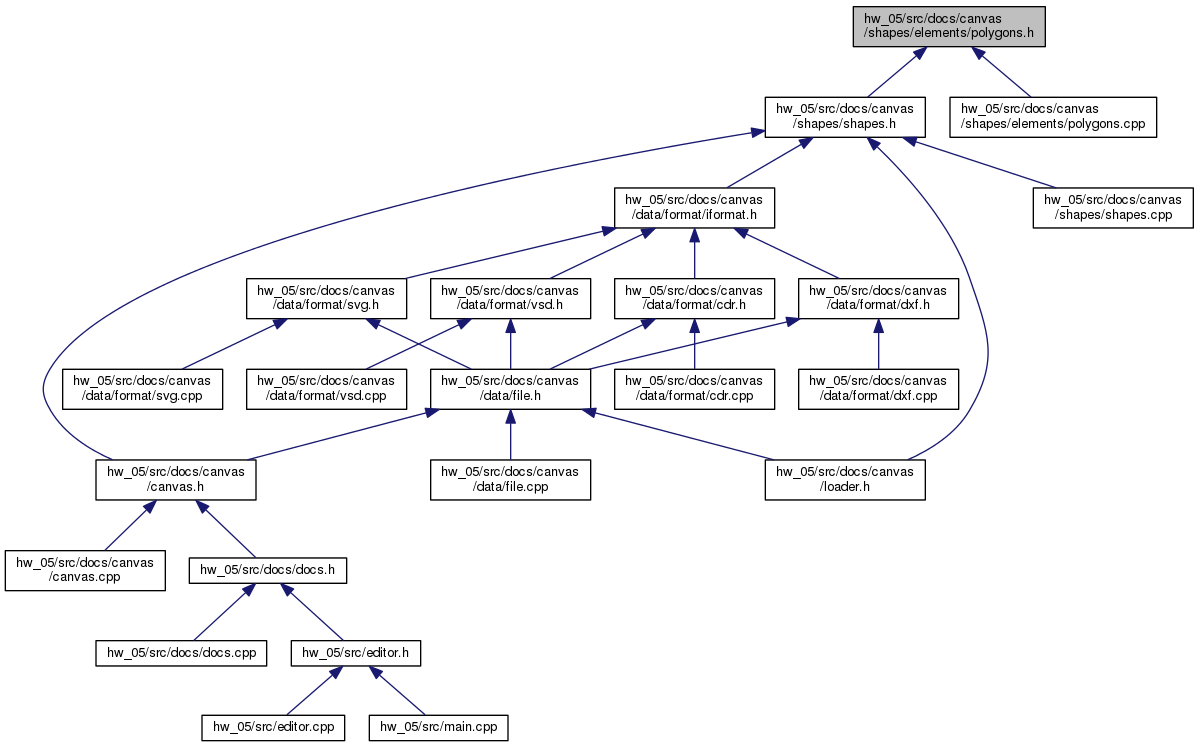 hw_05/src/docs/canvas
/shapes/elements/polygons.h
hw_05/src/docs/canvas
/shapes/shapes.h
hw_05/src/docs/canvas
/shapes/elements/polygons.cpp
hw_05/src/docs/canvas
/data/format/iformat.h
hw_05/src/docs/canvas
/shapes/shapes.cpp
hw_05/src/docs/canvas
/data/format/svg.h
hw_05/src/docs/canvas
/data/format/vsd.h
hw_05/src/docs/canvas
/data/format/cdr.h
hw_05/src/docs/canvas
/data/format/dxf.h
hw_05/src/docs/canvas
/data/format/svg.cpp
hw_05/src/docs/canvas
/data/format/vsd.cpp
hw_05/src/docs/canvas
/data/file.h
hw_05/src/docs/canvas
/data/format/cdr.cpp
hw_05/src/docs/canvas
/data/format/dxf.cpp
hw_05/src/docs/canvas
/canvas.h
hw_05/src/docs/canvas
/data/file.cpp
hw_05/src/docs/canvas
/loader.h
hw_05/src/docs/canvas
/canvas.cpp
hw_05/src/docs/docs.h
hw_05/src/docs/docs.cpp
hw_05/src/editor.h
hw_05/src/editor.cpp
hw_05/src/main.cpp